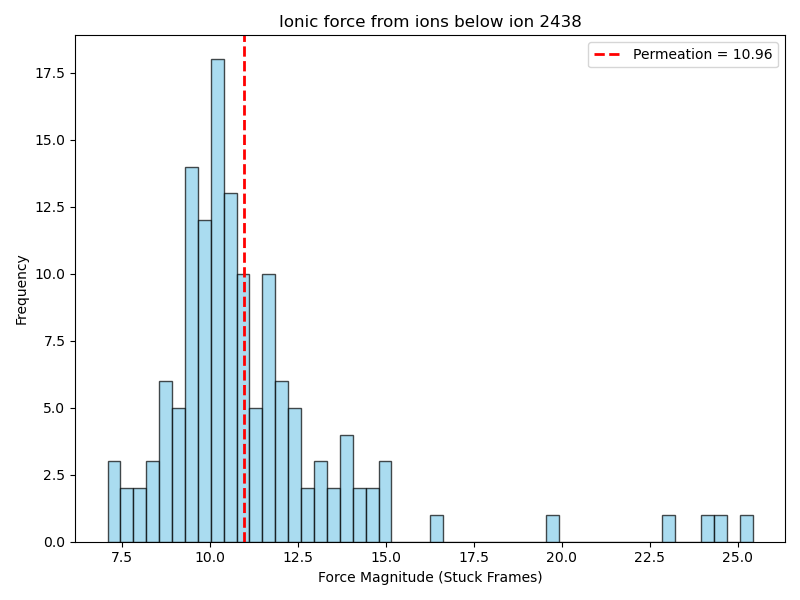 Ionic force from ions below ion 2438
Permeation = 10.96
17.5
15.0
12.5
10.0
7.5
5.0
2.5
0.0
Frequency
7.5 10.0 12.5 15.0 17.5 20.0 22.5 25.0
Force Magnitude (Stuck Frames)